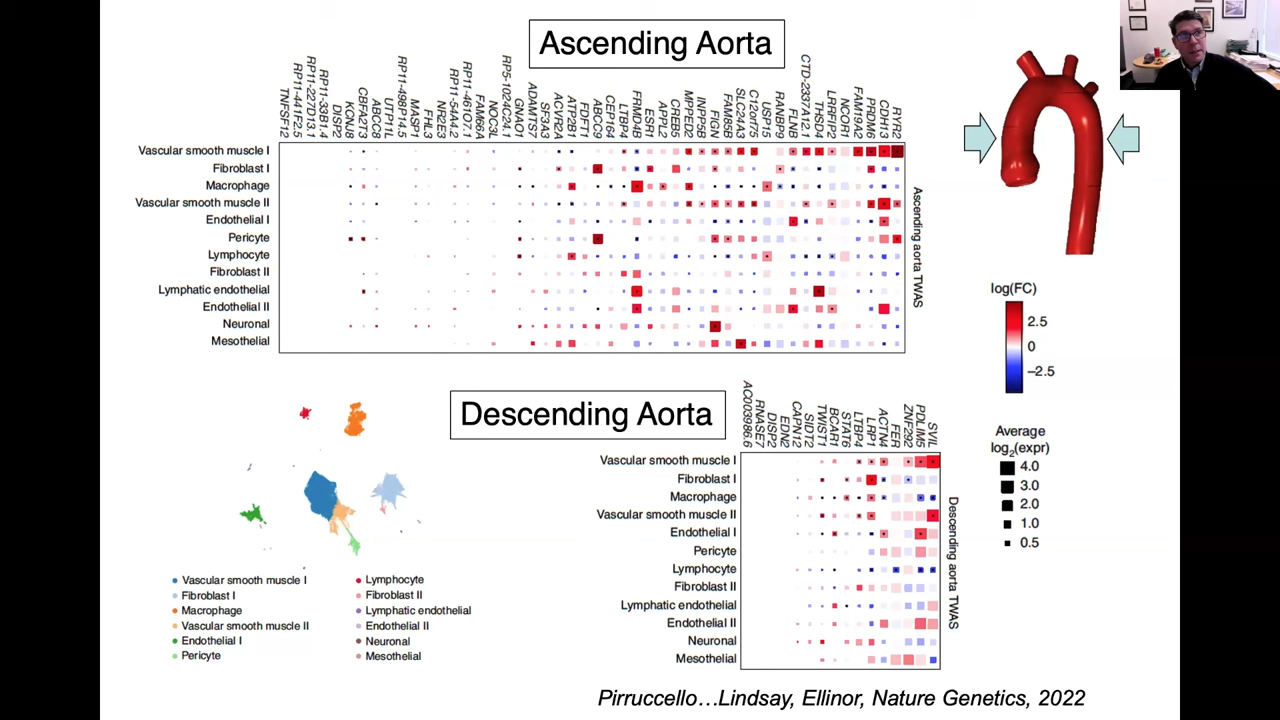 Ascending Aorta
TNFSF12
RP11-441F2.5
RP11-227D13.1
RP11-33B1.4
DISP2
KCNJ8
CBFA2T3
ABCC8
UTP11L
RP11-498P14.5
MASP1
FHL3
NR2E3
RP11-54A4.2
RP11-4617O7.1
FAM66A
NOC3L
RP5-1024C24.1
GNAO1
ADAMTS7
SF3A3
ACVR2A
ATP2B1
FDFT1
ABCC9
CEP164
LTBP4
FRMD4B
ESR1
APPL2
CREB5
MPPED2
INPP5B
FIGN
FAM85B
SLC24A3
C12orf75
USP15
RANBP9
FLNB
CTD-2337A12.1
THSD4
LRRFIP2
NCOR1
FAM19A2
PRDM6
CDH13
RYR2
Vascular smooth muscle I
Fibroblast I
Macrophage
Vascular smooth muscle II
Endothelial I
Pericyte
Lymphocyte
Fibroblast II
Lymphatic endothelial
Endothelial II
Neuronal
Mesothelial
Ascending aorta TWAS
log(FC)
2.5
0
−2.5
Average
log2(expr)
4.0
3.0
2.0
1.0
0.5
Descending Aorta
AC003986.6
RNASE7
DISP2
EDN2
CAPN12
SIDT2
TWIST1
BCAR1
STAT6
LTBP4
LRP1
ACTN4
FER
ZNF292
PDLIM5
SVIL
Vascular smooth muscle I
Fibroblast I
Macrophage
Vascular smooth muscle II
Endothelial I
Pericyte
Lymphocyte
Fibroblast II
Lymphatic endothelial
Endothelial II
Neuronal
Mesothelial
Descending aorta TWAS
Vascular smooth muscle I
Fibroblast I
Macrophage
Vascular smooth muscle II
Endothelial I
Pericyte
Lymphocyte
Fibroblast II
Lymphatic endothelial
Endothelial II
Neuronal
Mesothelial
Pirruccello…Lindsay, Ellinor, Nature Genetics, 2022